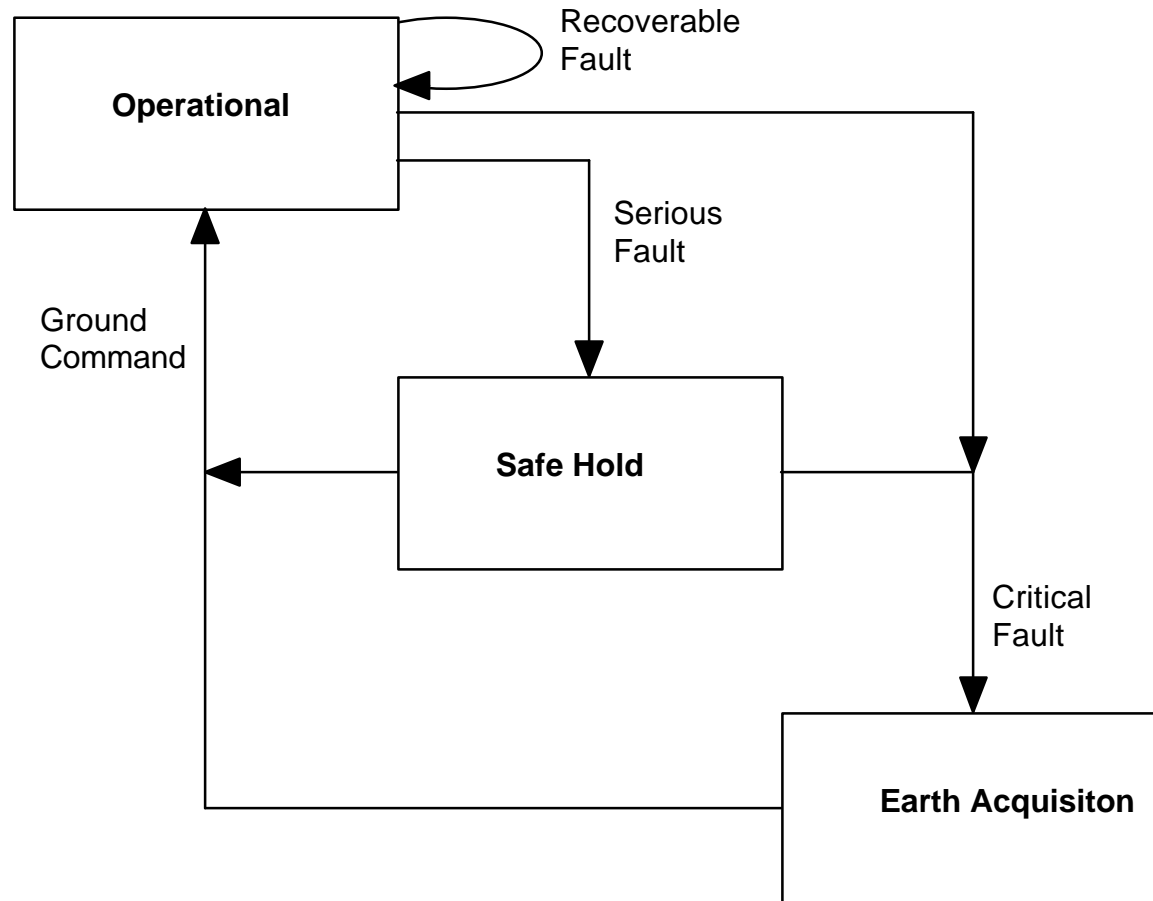 Recoverable
Fault
Operational
Serious
Fault
Ground
Command
Safe Hold
Critical
Fault
Earth Acquisiton